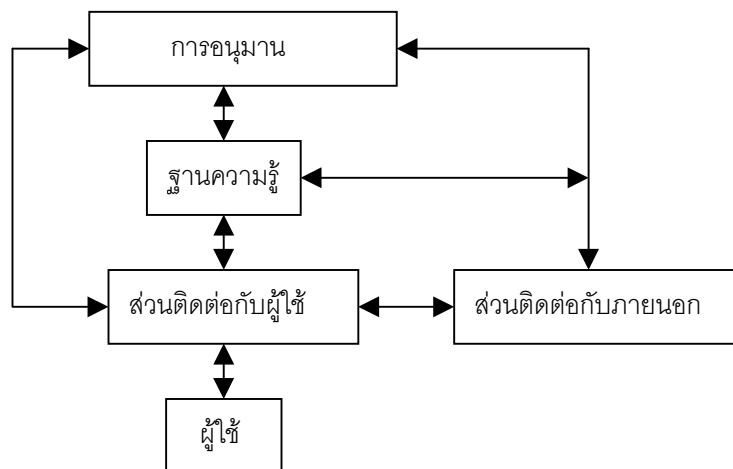 การอนุมาน
ฐานความรู้
ส่วนติดต่อกับผู้ใช้
ส่วนติดต่อกับภายนอก
ผู้ใช้